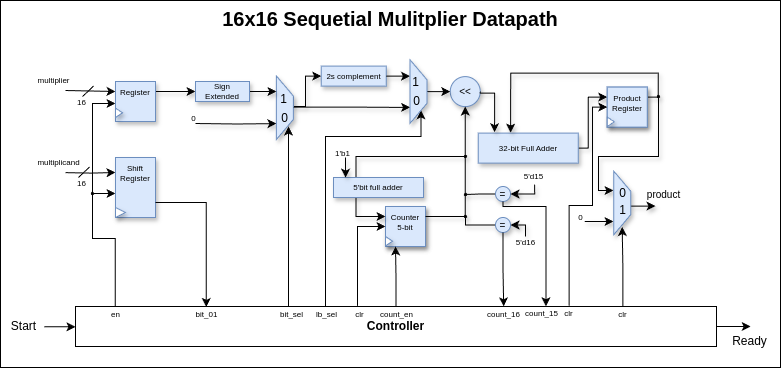 16x16 Sequetial Mulitplier Datapath
multiplier
16
Register
Sign
Extended
0
1
0
2s complement
1
0
<<
32-bit Full Adder
Product
Register
multiplicand
16
Shift
Register
1'b1
5'bit full adder
Counter
5-bit
=
5'd15
=
5'd16
0
1
0
product
Start
en
bit_01
bit_sel
lb_sel
clr
count_en
count_16
count_15
clr
clr
Controller
Ready